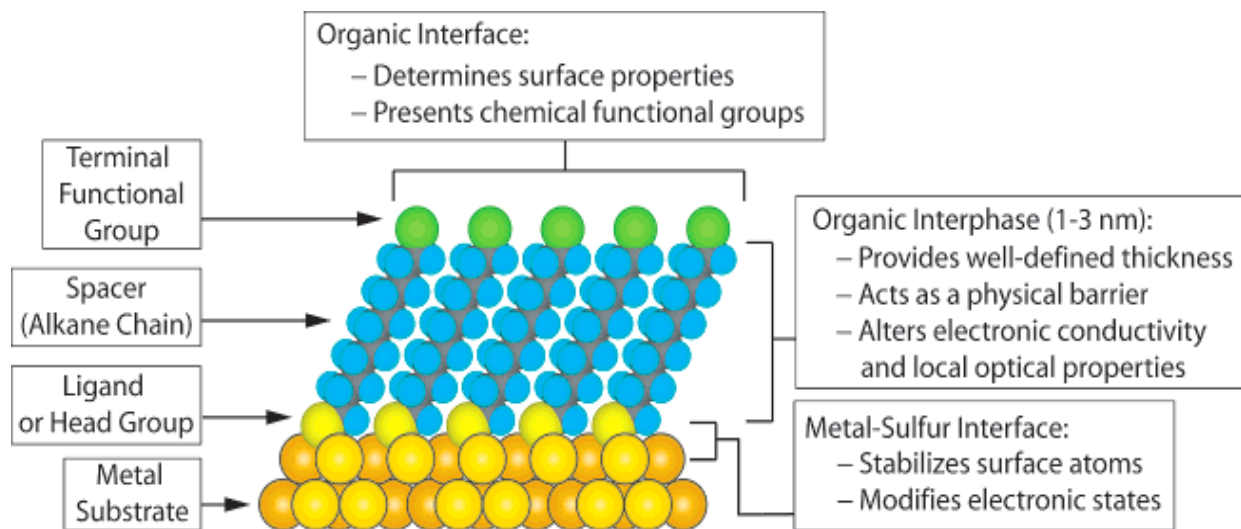 Organic Interface:
– Determines surface properties
– Presents chemical functional groups
Terminal
Functional
Group
Spacer
(Alkane Chain)
Ligand
or Head Group
Metal
Substrate
Organic Interphase (1-3 nm):
– Provides well-defined thickness
– Acts as a physical barrier
– Alters electronic conductivity
and local optical properties
Metal-Sulfur Interface:
– Stabilizes surface atoms
– Modifies electronic states